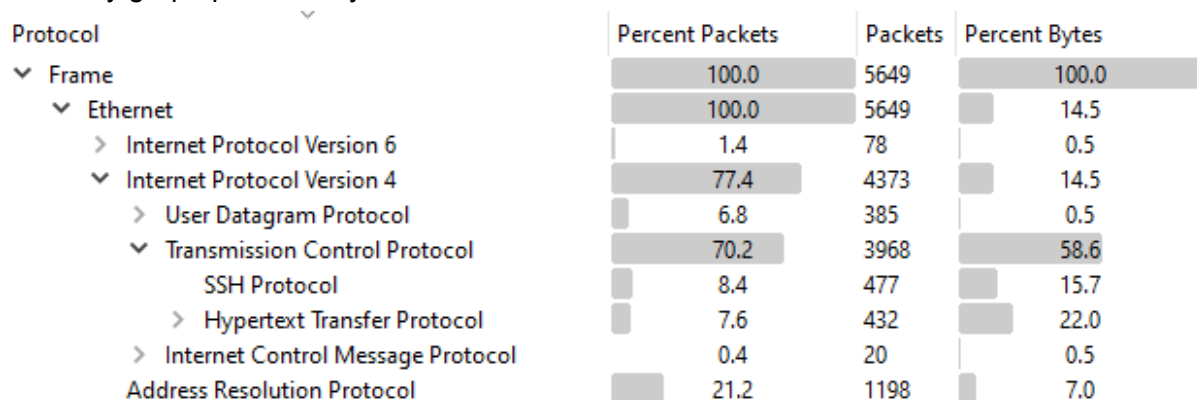 Protocol Percent Packets Packets Percent Bytes
Frame 100.0 5649 100.0
Ethernet 100.0 5649 14.5
Internet Protocol Version 6 1.4 78 0.5
Internet Protocol Version 4 77.4 4373 14.5
User Datagram Protocol 6.8 385 0.5
Transmission Control Protocol 70.2 3968 58.6
SSH Protocol 8.4 477 15.7
Hypertext Transfer Protocol 7.6 432 22.0
Internet Control Message Protocol 0.4 20 0.5
Address Resolution Protocol 21.2 1198 7.0